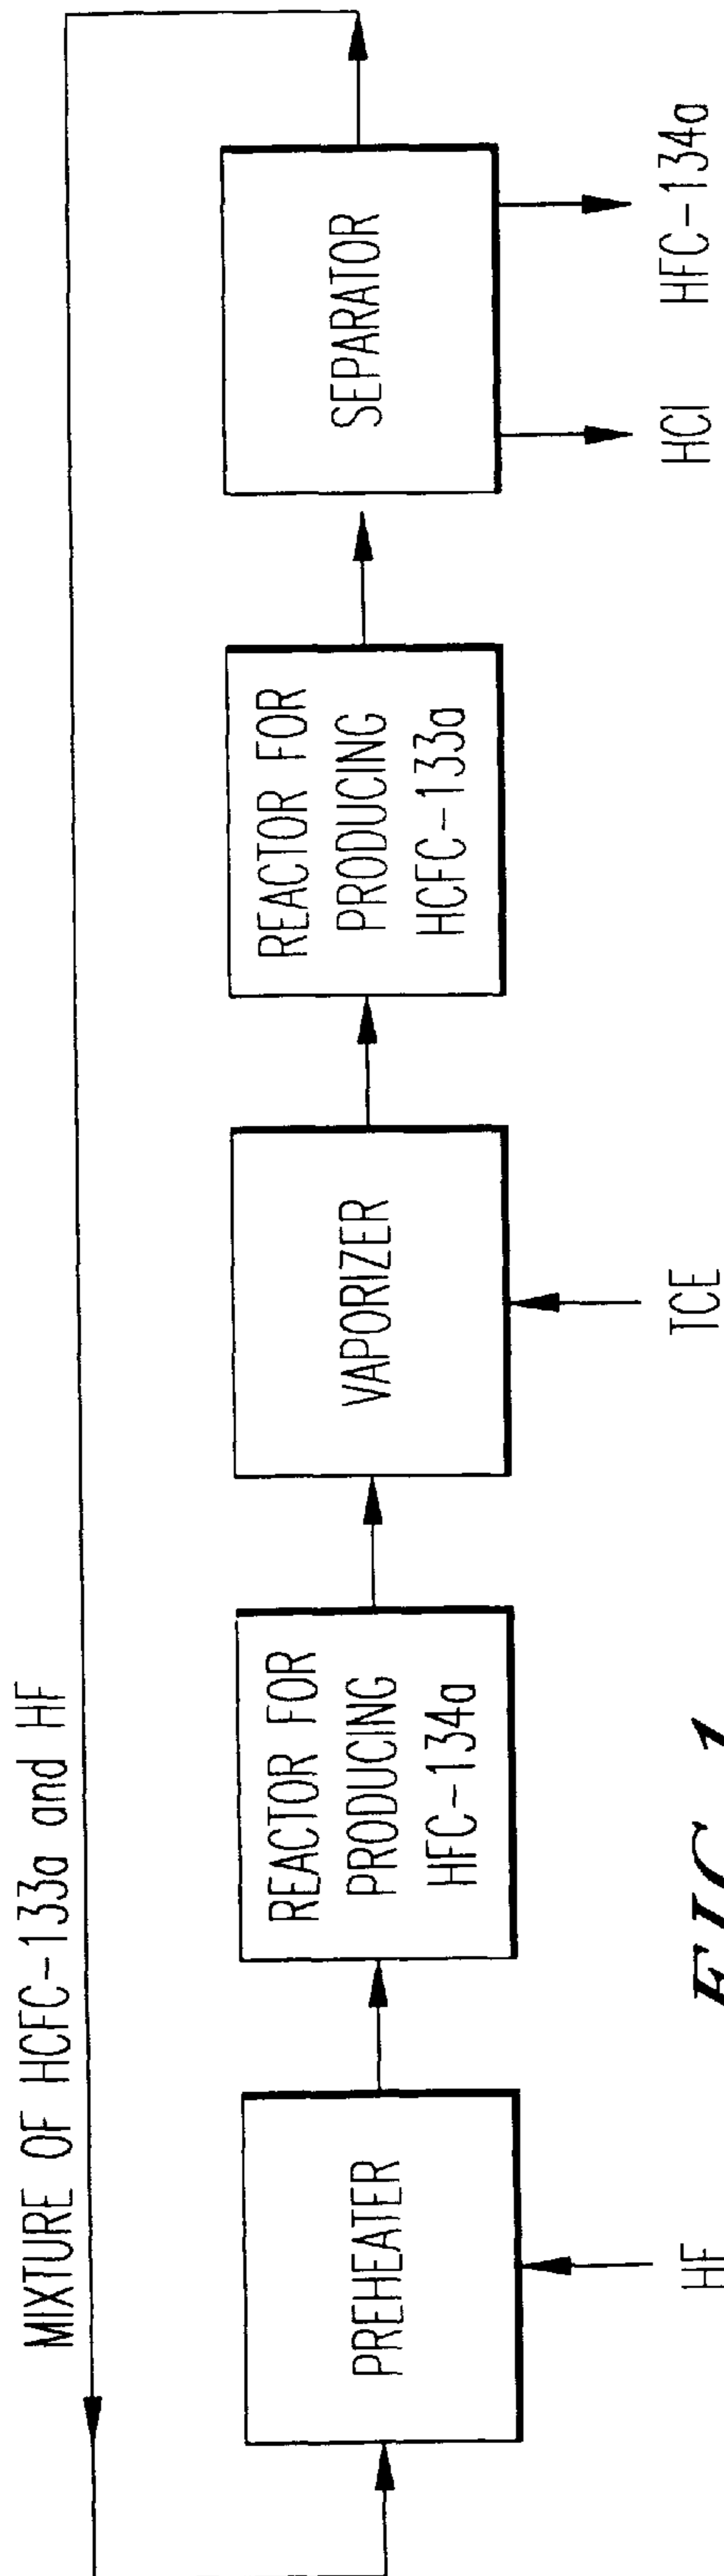 MIXTURE OF HCFC-133a and HF
PREHEATER
HF
REACTOR FOR
PRODUCING
HFC-134a
VAPORIZER
TCE
REACTOR FOR
PRODUCING
HCFC-133a
SEPARATOR
HCl
HFC-134a
FIG. 1